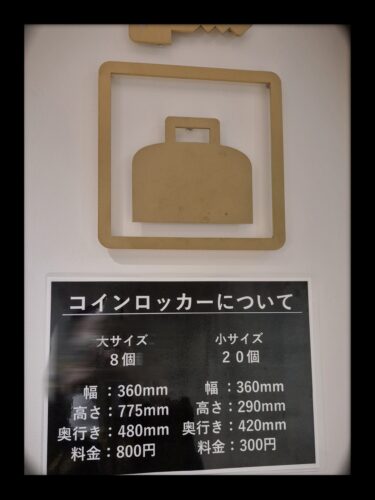 コインロッカーについて
大サイズ 小サイズ
８個 ２０個
幅：360mm 幅：360mm
高さ：775mm 高さ：290mm
奥行き：480mm 奥行き：420mm
料金：800円 料金：300円